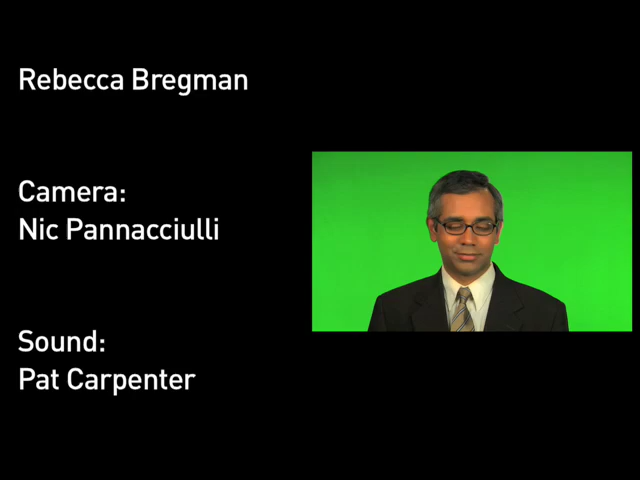 Rebecca Bregman
Camera:
Nic Pannacciulli
Sound:
Pat Carpenter